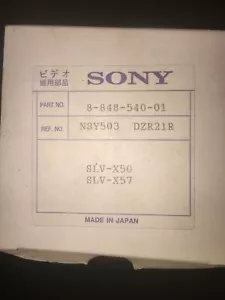 ビデオ
補用部品
SONY
PART NO. 8-848-540-01
REF. NO. NSY503 DZR21R
SLV-X50
SLV-X57
MADE IN JAPAN